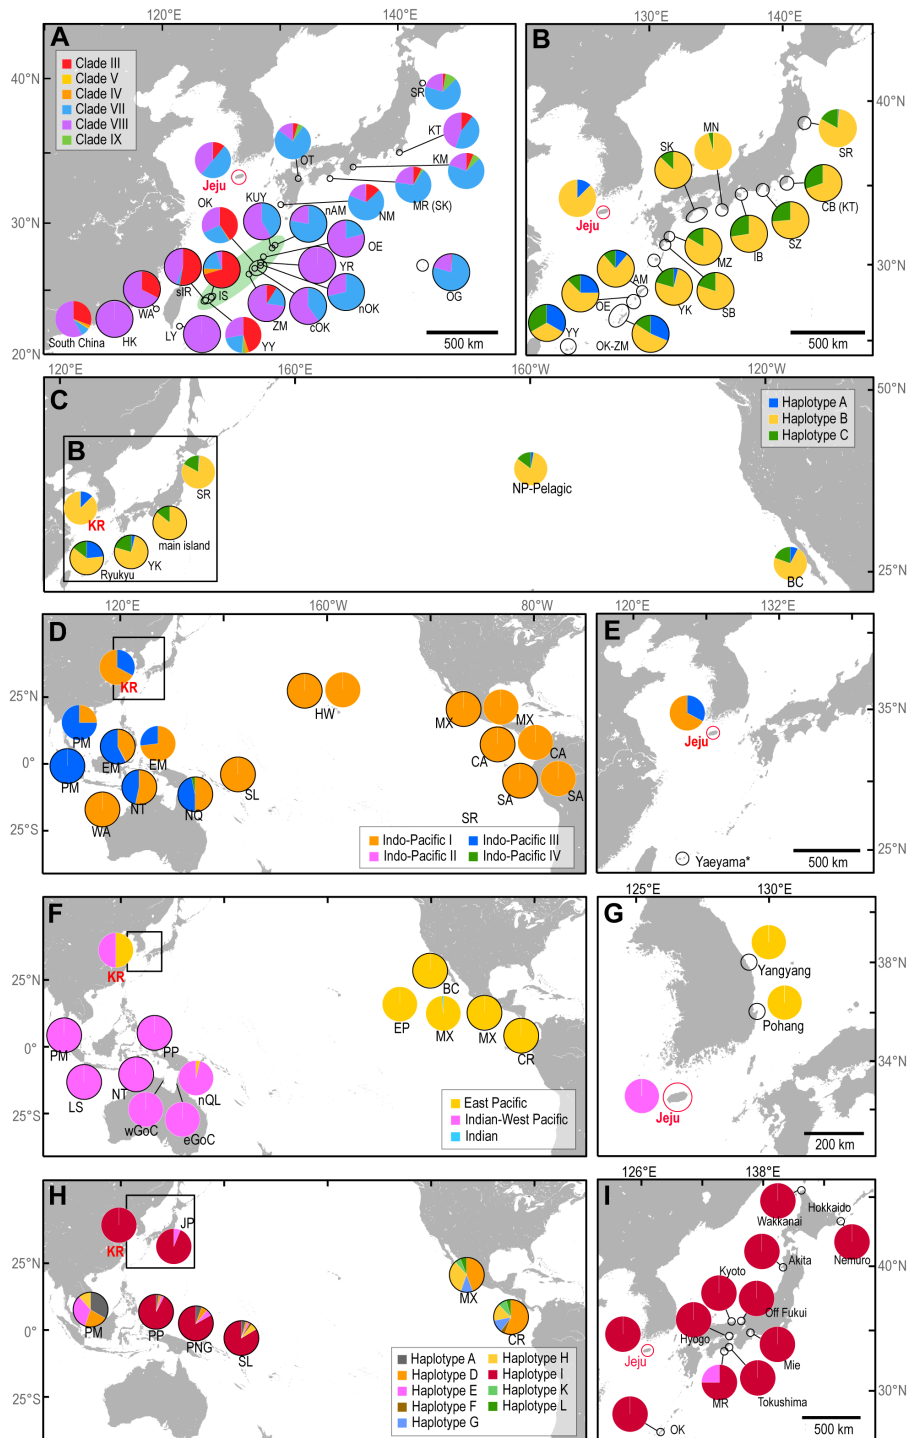 120°E
140°E
130°E
140°E
A
Clade III
Clade V
Clade IV
Clade VII
Clade VIII
Clade IX
40°N
30°N
20°N
SR
KT
OT
KM
Jeju
MR (SK)
NM
OK
KUY
nAM
OE
YR
OG
sIR
IS
WA
nOK
cOK
ZM
YY
LY
HK
South China
500 km
B
40°N
30°N
MN
SK
SR
CB (KT)
Jeju
SZ
IB
MZ
AM
OE
YK
SB
YY
OK-ZM
500 km
120°E
160°E
160°W
120°W
C
50°N
25°N
Haplotype A
Haplotype B
Haplotype C
B
SR
KR
main island
YK
Ryukyu
NP-Pelagic
BC
120°E
160°W
80°W
120°E
132°E
D
25°N
0°
25°S
KR
PM
EM
EM
PM
NT
NQ
WA
SL
HW
MX
MX
CA
CA
SA
SA
SR
Indo-Pacific I
Indo-Pacific III
Indo-Pacific II
Indo-Pacific IV
E
35°N
25°N
Jeju
Yaeyama*
500 km
125°E
130°E
F
25°N
0°
25°S
KR
PM
PP
LS
NT
nQL
wGoC
eGoC
BC
EP
MX
MX
CR
East Pacific
Indian-West Pacific
Indian
G
38°N
34°N
Yangyang
Pohang
Jeju
200 km
126°E
138°E
H
25°N
0°
25°S
JP
KR
PM
PP
PNG
SL
MX
CR
Haplotype A
Haplotype H
Haplotype D
Haplotype I
Haplotype E
Haplotype K
Haplotype F
Haplotype L
Haplotype G
I
40°N
30°N
Wakkanai
Hokkaido
Nemuro
Akita
Kyoto
Off Fukui
Hyogo
Jeju
Mie
MR
Tokushima
OK
500 km